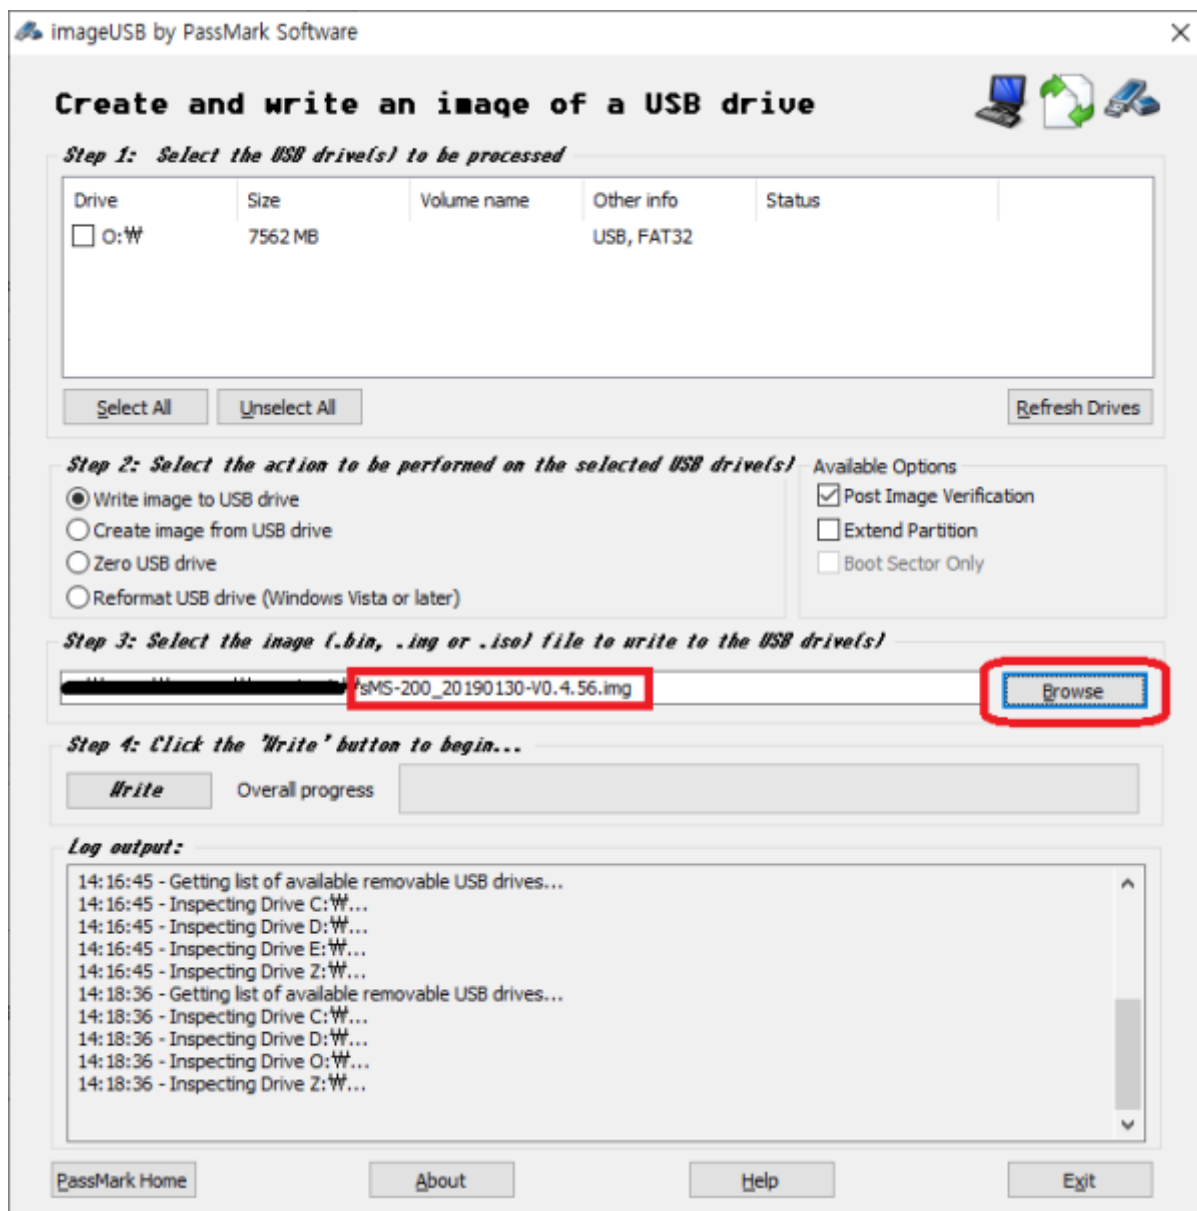 imageUSB by PassMark Software
Create and write an image of a USB drive
Step 1: Select the USB drive(s) to be processed
Drive Size Volume name Other info Status
O:₩ 7562 MB USB, FAT32
Select All Unselect All Refresh Drives
Step 2: Select the action to be performed on the selected USB drive(s) Available Options
Write image to USB drive Post Image Verification
Create image from USB drive Extend Partition
Zero USB drive Boot Sector Only
Reformat USB drive (Windows Vista or later)
Step 3: Select the image (.bin, .img or .iso) file to write to the USB drive(s)
sMS-200_20190130-V0.4.56.img Browse
Step 4: Click the 'Write' button to begin...
Write Overall progress
Log output:
14:16:45 - Getting list of available removable USB drives...
14:16:45 - Inspecting Drive C:₩...
14:16:45 - Inspecting Drive D:₩...
14:16:45 - Inspecting Drive E:₩...
14:16:45 - Inspecting Drive Z:₩...
14:18:36 - Getting list of available removable USB drives...
14:18:36 - Inspecting Drive C:₩...
14:18:36 - Inspecting Drive D:₩...
14:18:36 - Inspecting Drive O:₩...
14:18:36 - Inspecting Drive Z:₩...
PassMark Home About Help Exit